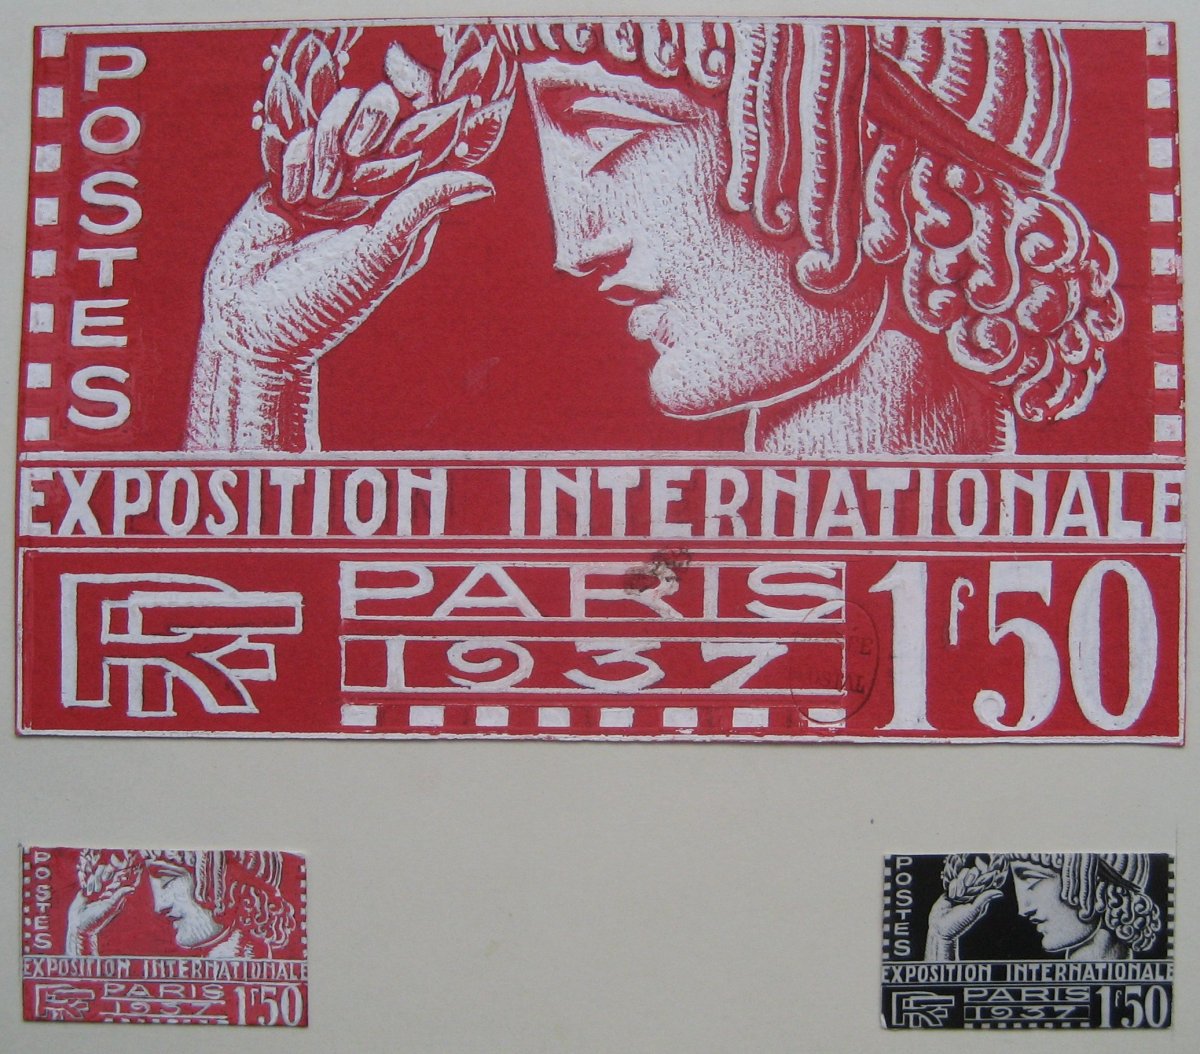 POSTES
EXPOSITION INTERNATIONALE
RF
PARIS
1937
1f50
POSTES
EXPOSITION INTERNATIONALE
RF
PARIS
1937
1f50
POSTES
EXPOSITION INTERNATIONALE
RF
PARIS
1937
1f50